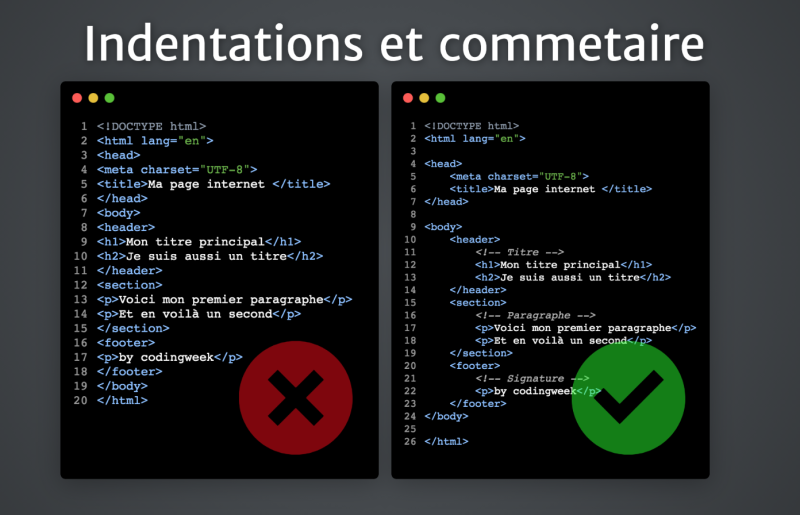 Indentations et commetaire
1 <!DOCTYPE html>
2 <html lang="en">
3 <head>
4 <meta charset="UTF-8">
5 <title>Ma page internet </title>
6 </head>
7 <body>
8 <header>
9 <h1>Mon titre principal</h1>
10 <h2>Je suis aussi un titre</h2>
11 </header>
12 <section>
13 <p>Voici mon premier paragraphe</p>
14 <p>Et en voilà un second</p>
15 </section>
16 <footer>
17 <p>by codingweek</p>
18 </footer>
19 </body>
20 </html>
1 <!DOCTYPE html>
2 <html lang="en">
3
4 <head>
5     <meta charset="UTF-8">
6     <title>Ma page internet </title>
7 </head>
8
9 <body>
10     <header>
11         <!-- Titre -->
12         <h1>Mon titre principal</h1>
13         <h2>Je suis aussi un titre</h2>
14     </header>
15     <section>
16         <!-- Paragraphe -->
17         <p>Voici mon premier paragraphe</p>
18         <p>Et en voilà un second</p>
19     </section>
20     <footer>
21         <!-- Signature -->
22         <p>by codingweek</p>
23     </footer>
24 </body>
25
26 </html>